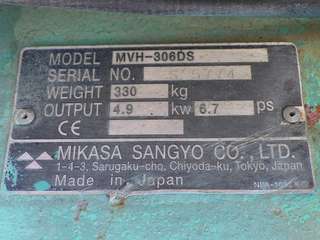 MODEL MVH-306DS
SERIAL NO.
WEIGHT 330 kg
OUTPUT 4.9 kw 6.7 ps
CE
MIKASA SANGYO CO., LTD.
1-4-3, Sarugaku-cho, Chiyoda-ku, Tokyo, Japan
Made in Japan